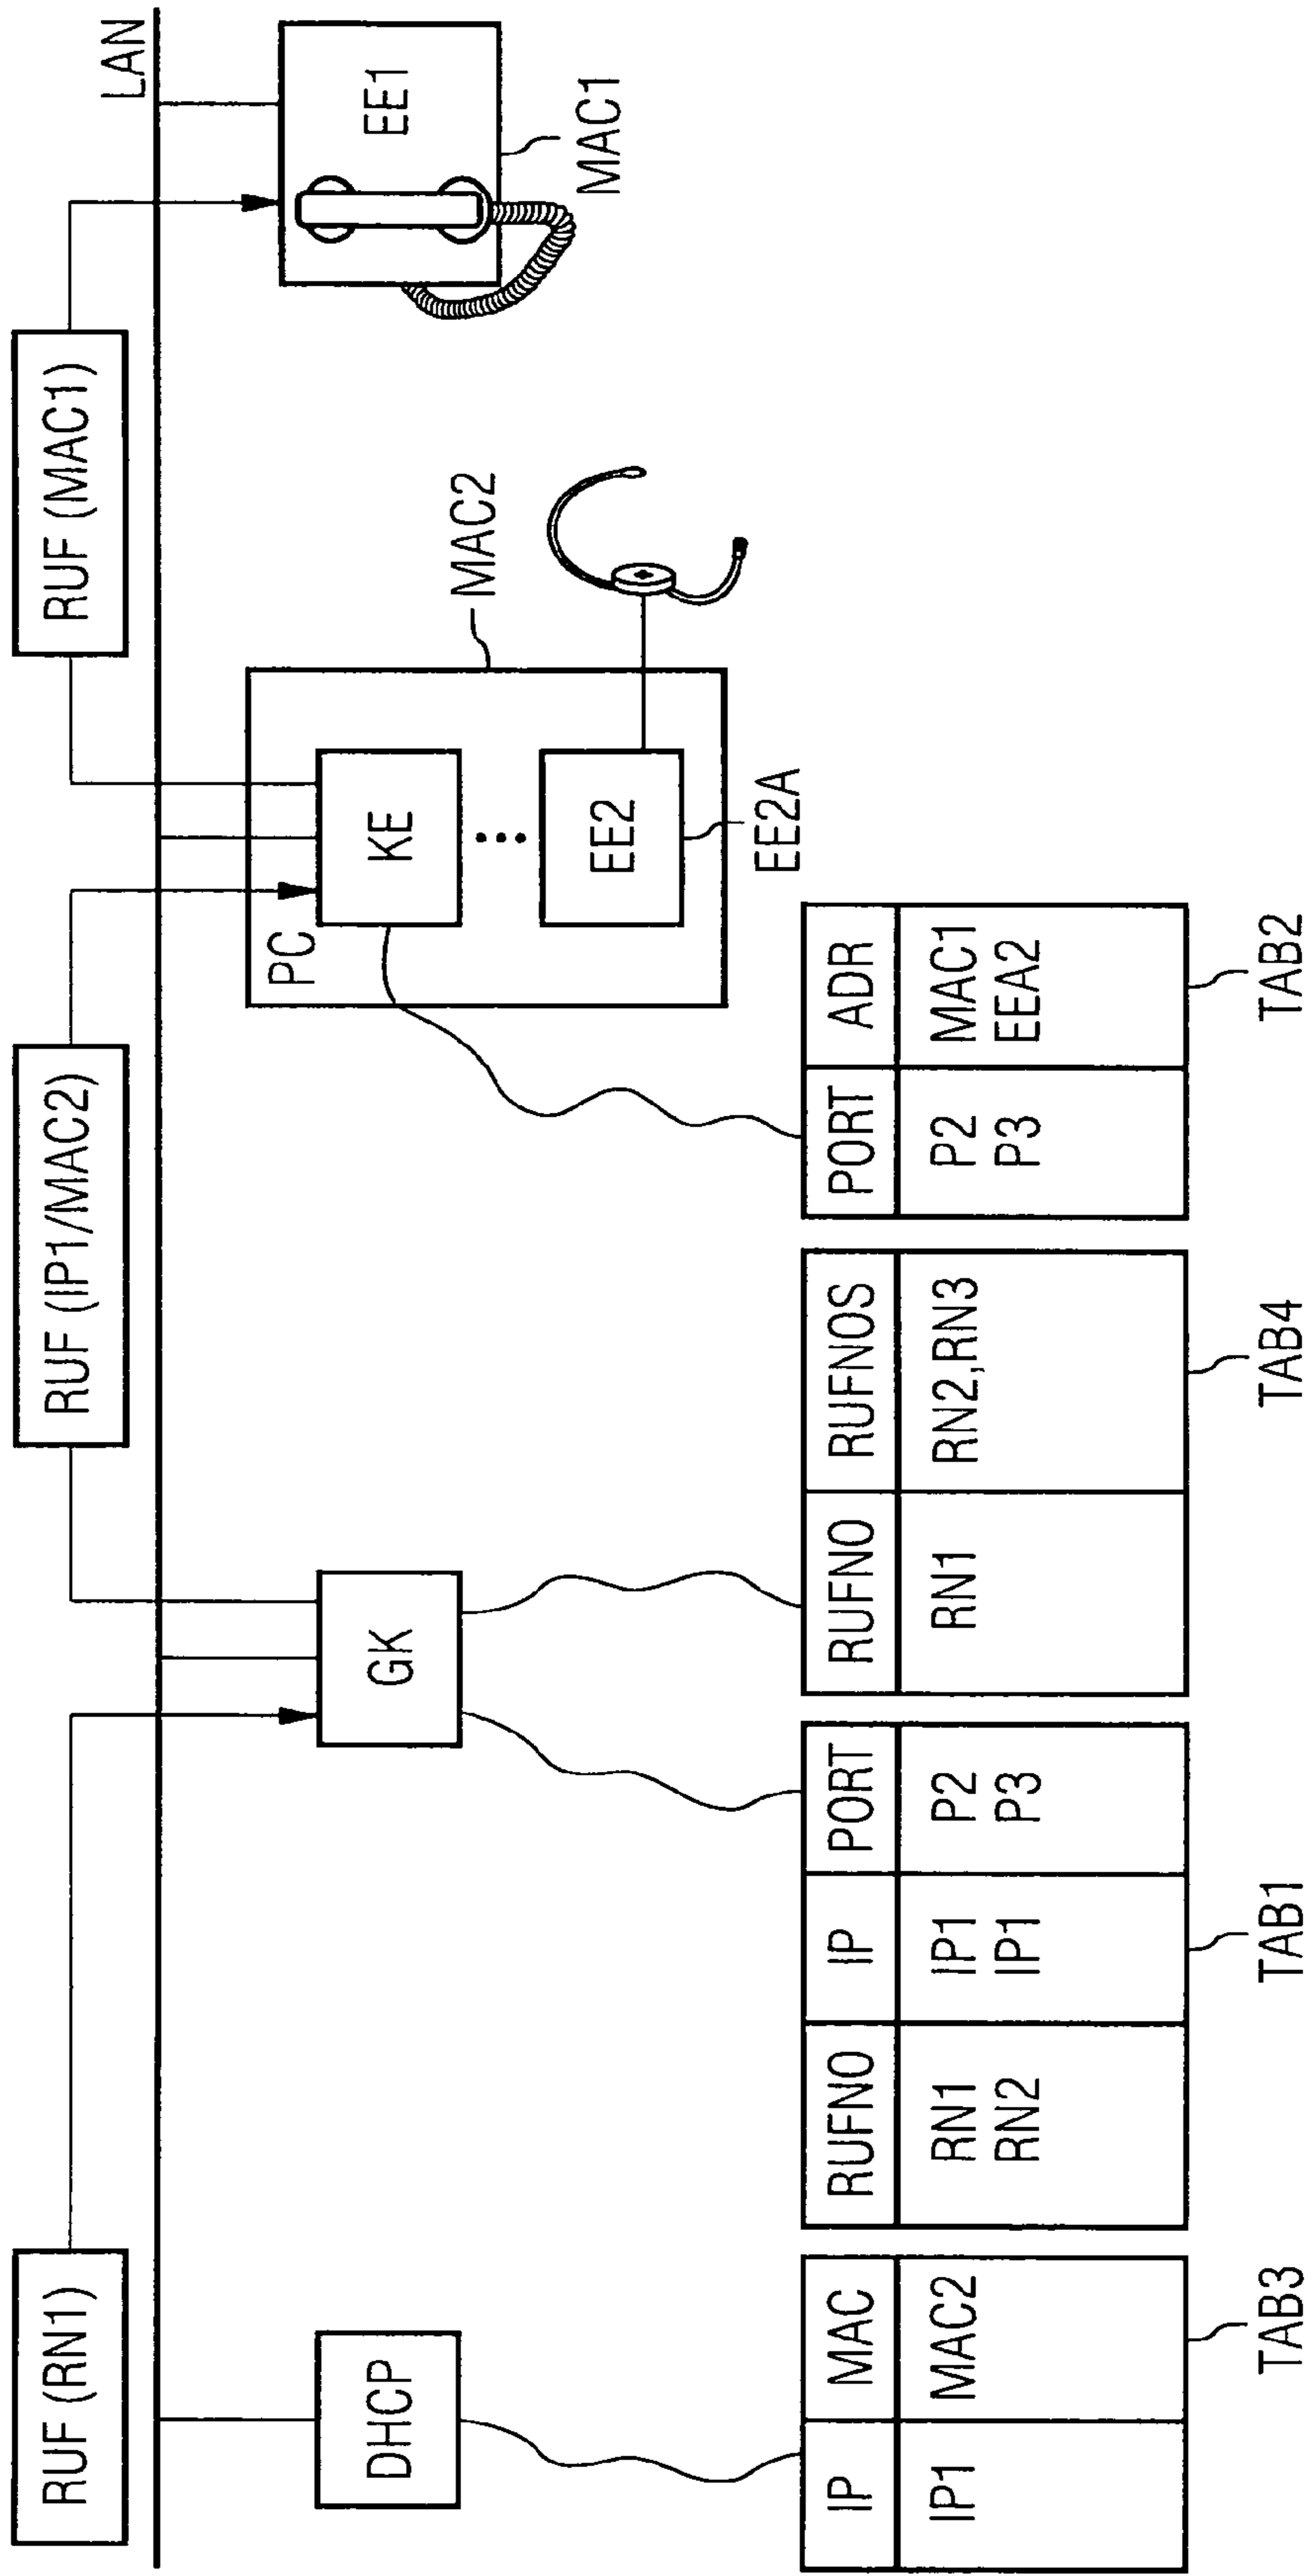 RUF (RN1)
RUF (IP1/MAC2)
RUF (MAC1)
LAN
DHCP
GK
PC
KE
EE2
EE2A
MAC2
EE1
MAC1
IP MAC
IP1 MAC2
TAB3
RUFNO IP PORT
RN1 IP1 P2
RN2 IP1 P3
TAB1
RUFNO RUFNOS
RN1 RN2,RN3
TAB4
PORT ADR
P2 MAC1
P3 EEA2
TAB2